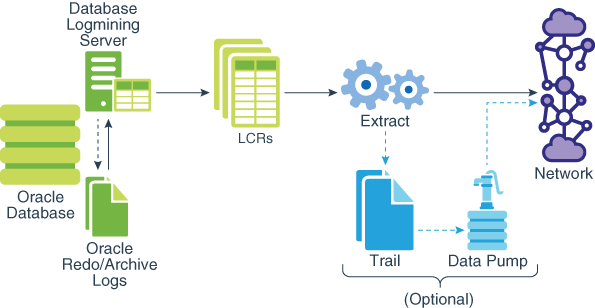 Database
Logmining
Server
LCRs
Extract
Network
Oracle
Database
Oracle
Redo/Archive
Logs
Trail
Data Pump
(Optional)